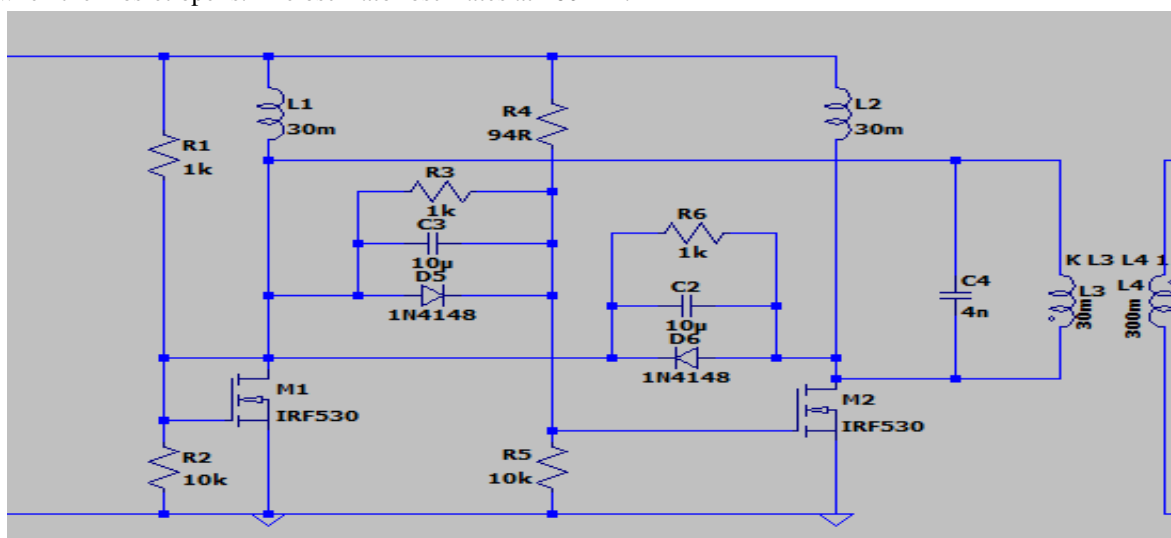 L1
30m
R1
1k
R4
94R
L2
30m
R3
1k
C3
10µ
D5
1N4148
R6
1k
C2
10µ
D6
1N4148
C4
4n
K L3 L4 1
L3
30m
L4
300m
M1
IRF530
M2
IRF530
R2
10k
R5
10k